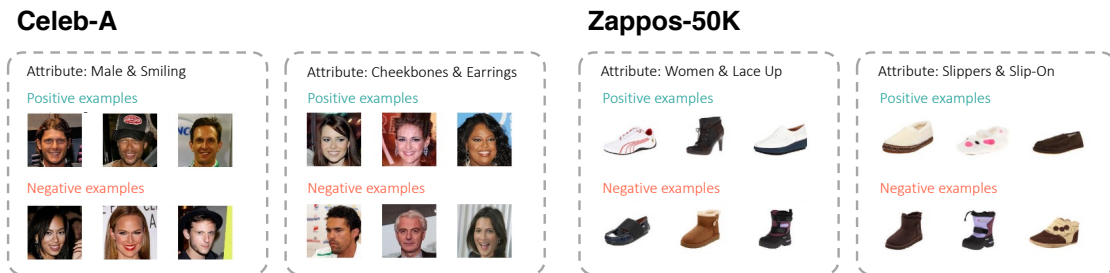 Celeb-A
Zappos-50K
Attribute: Male & Smiling
Positive examples
Negative examples
Attribute: Cheekbones & Earrings
Positive examples
Negative examples
Attribute: Women & Lace Up
Positive examples
Negative examples
Attribute: Slippers & Slip-On
Positive examples
Negative examples